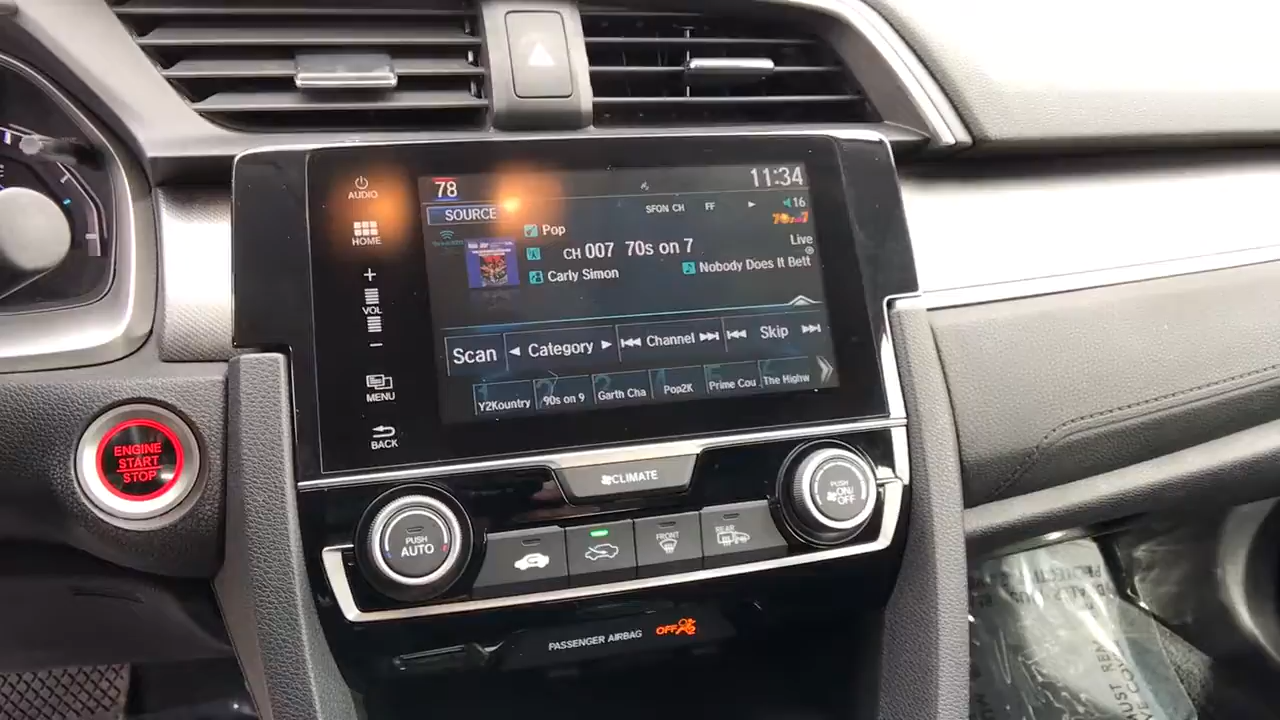 AUDIO
HOME
+
VOL
−
MENU
BACK
78
11:34
SOURCE
SFON CH FF
16
Pop
CH 007 70s on 7
Live
Carly Simon
Nobody Does It Bett
Scan
Category
Channel
Skip
Y2Kountry
90s on 9
Garth Cha
Pop2K
Prime Cou
The Highw
ENGINE
START
STOP
CLIMATE
PUSH
AUTO
FRONT
REAR
PUSH
ON/
OFF
PASSENGER AIRBAG
OFF